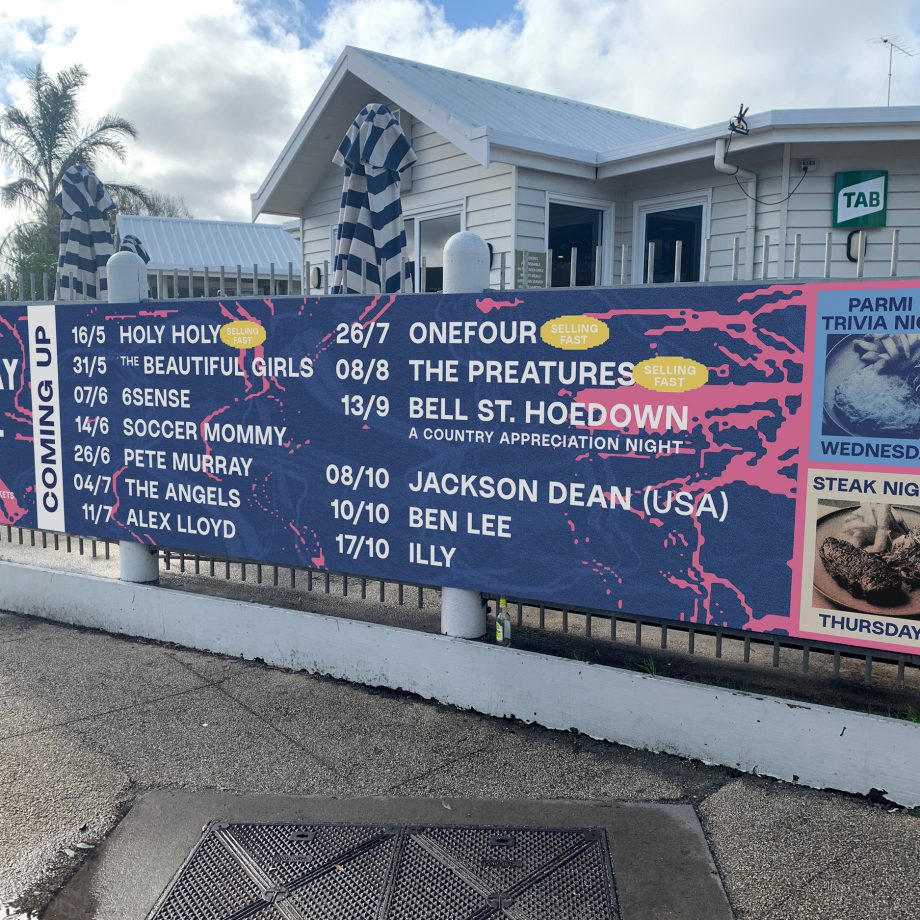 TAB
COMING UP
16/5 HOLY HOLY SELLING FAST
31/5 THE BEAUTIFUL GIRLS
07/6 6SENSE
14/6 SOCCER MOMMY
26/6 PETE MURRAY
04/7 THE ANGELS
11/7 ALEX LLOYD
26/7 ONEFOUR SELLING FAST
08/8 THE PREATURES SELLING FAST
13/9 BELL ST. HOEDOWN
A COUNTRY APPRECIATION NIGHT
08/10 JACKSON DEAN (USA)
10/10 BEN LEE
17/10 ILLY
PARMI
TRIVIA NIG
WEDNESDA
STEAK NIG
THURSDAY